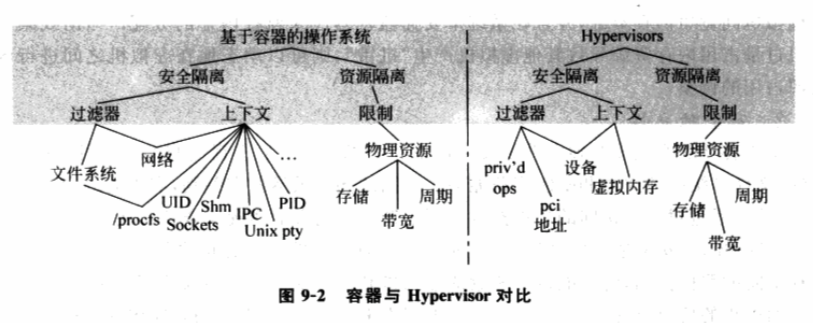 基于容器的操作系统
Hypervisors
安全隔离
资源隔离
安全隔离
资源隔离
过滤器
上下文
限制
过滤器
上下文
限制
文件系统
网络
...
物理资源
priv'd
ops
设备
虚拟内存
物理资源
/procfs
UID
Sockets
Shm
IPC
Unix pty
PID
存储
带宽
周期
pci
地址
存储
带宽
周期
图 9-2 容器与 Hypervisor 对比